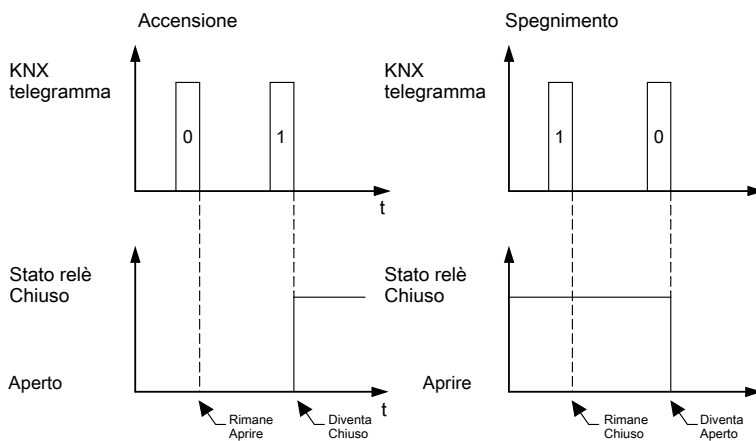 Accensione
KNX
telegramma
0
1
t
Stato relè
Chiuso
Aperto
t
Rimane
Aprire
Diventa
Chiuso
Spegnimento
KNX
telegramma
1
0
Stato relè
Chiuso
Aprire
Rimane
Chiuso
Diventa
Aperto